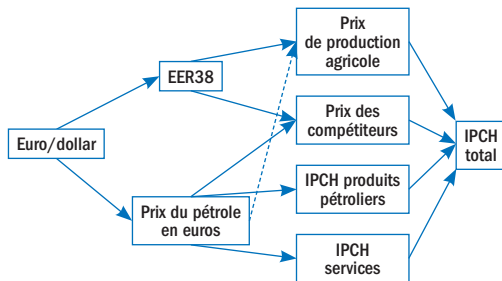 Prix
de production
agricole
EER38
Prix des
compétiteurs
Euro/dollar
IPCH
total
IPCH produits
pétroliers
Prix du pétrole
en euros
IPCH
services